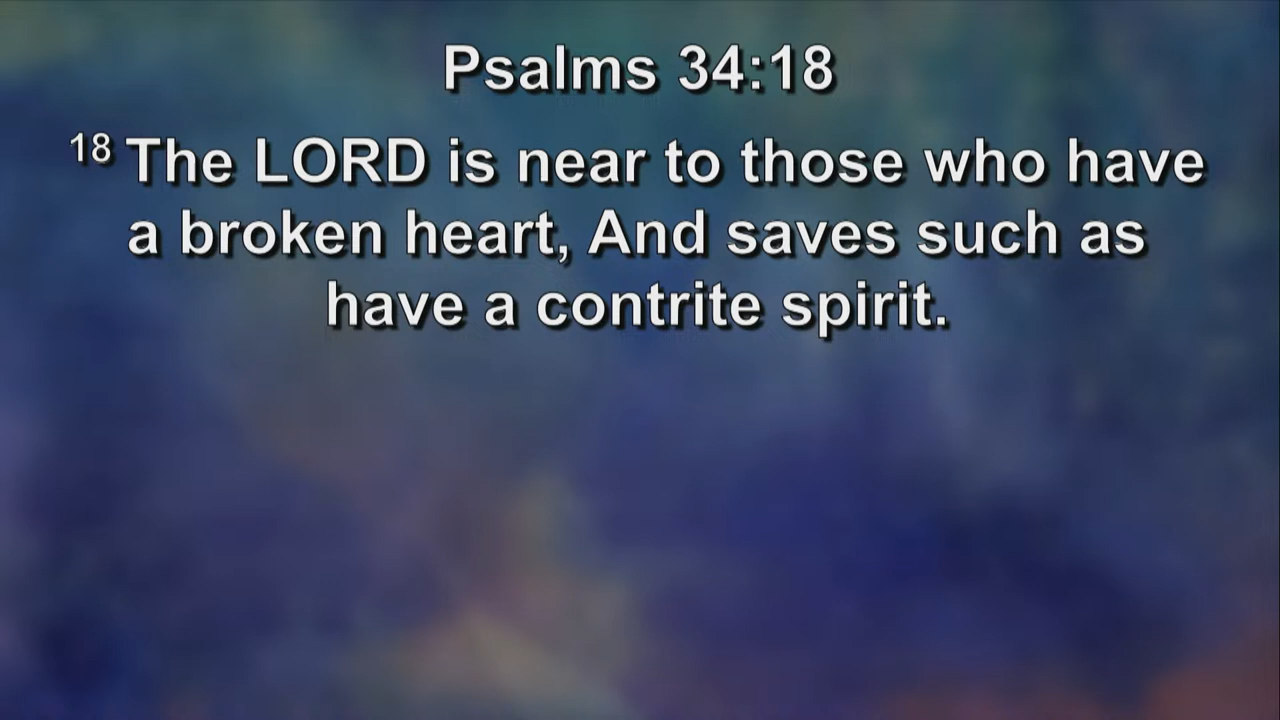 Psalms 34:18
18 The LORD is near to those who have
a broken heart, And saves such as
have a contrite spirit.